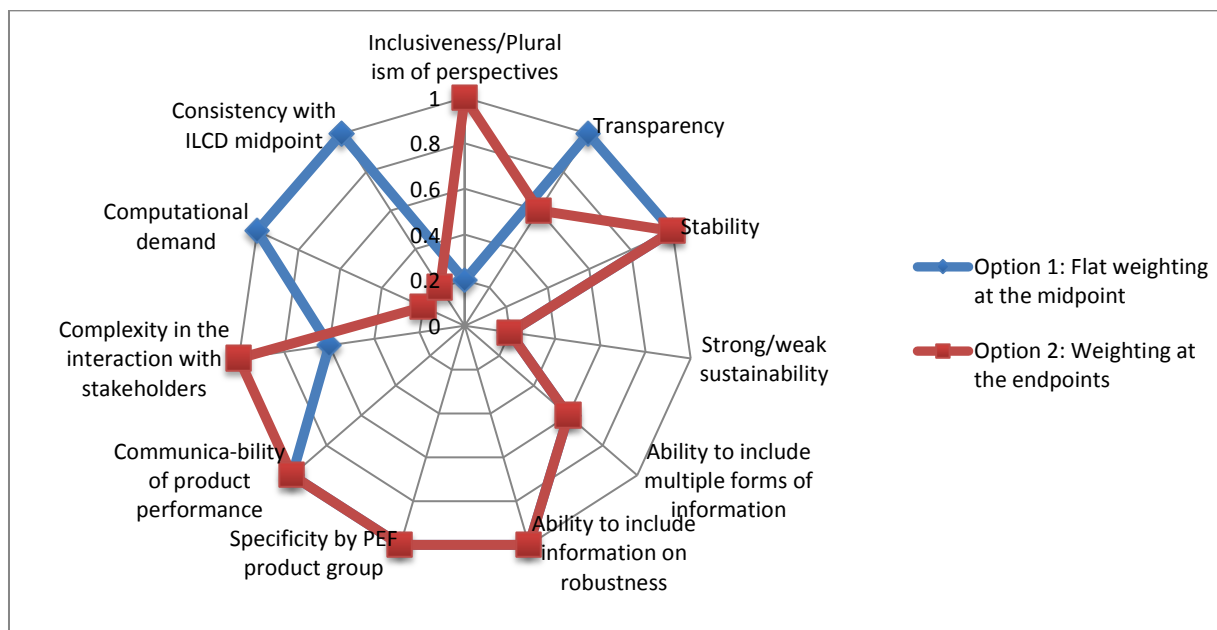 Inclusiveness/Plural
ism of perspectives
Transparency
Stability
Strong/weak
sustainability
Ability to include
multiple forms of
information
Ability to include
information on
robustness
Specificity by PEF
product group
Communica-bility
of product
performance
Complexity in the
interaction with
stakeholders
Computational
demand
Consistency with
ILCD midpoint
1
0.8
0.6
0.4
0.2
0
Option 1: Flat weighting
at the midpoint
Option 2: Weighting at
the endpoints